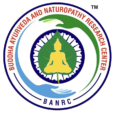 BUDDHA AYURVEDA AND NATUROPATHY RESEARCH CENTER
BANRC
TM